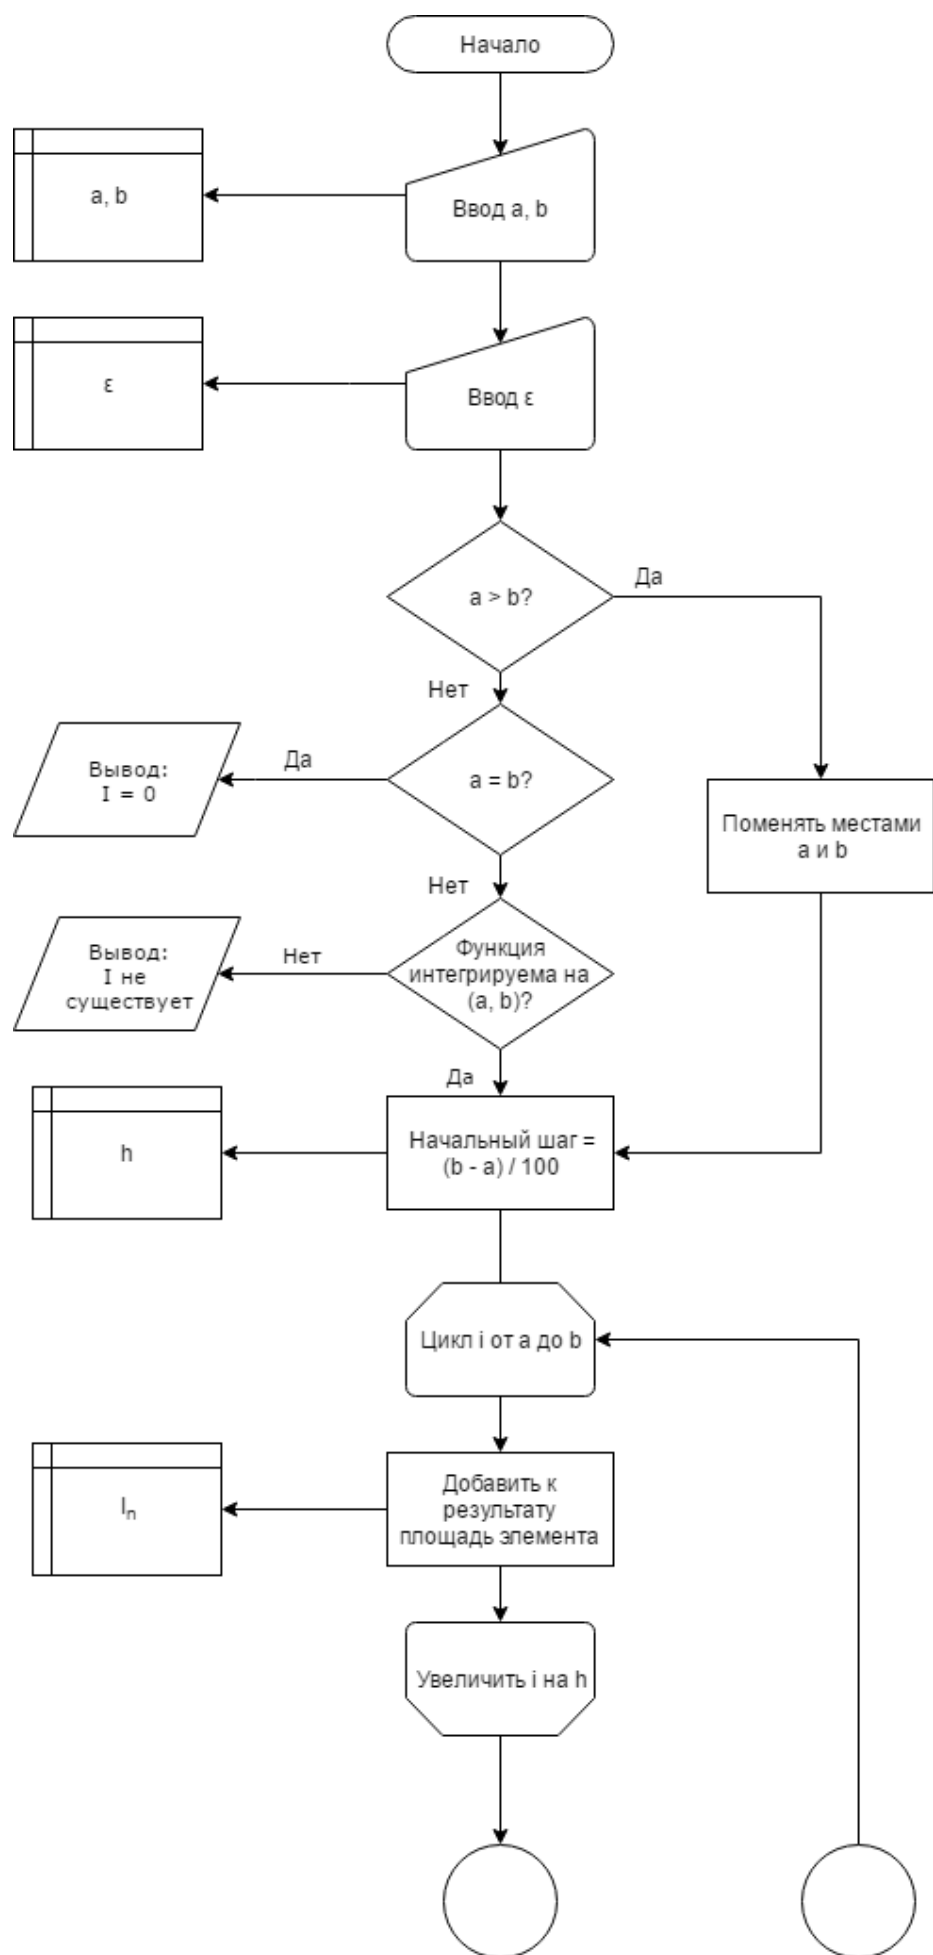 Начало
a, b
Ввод a, b
ε
Ввод ε
a > b?
Да
Нет
a = b?
Да
Вывод:
I = 0
Поменять местами
a и b
Нет
Функция
интегрируема на
(a, b)?
Нет
Вывод:
I не
существует
Да
Начальный шаг =
(b - a) / 100
h
Цикл i от a до b
Добавить к
результату
площадь элемента
Iₙ
Увеличить i на h